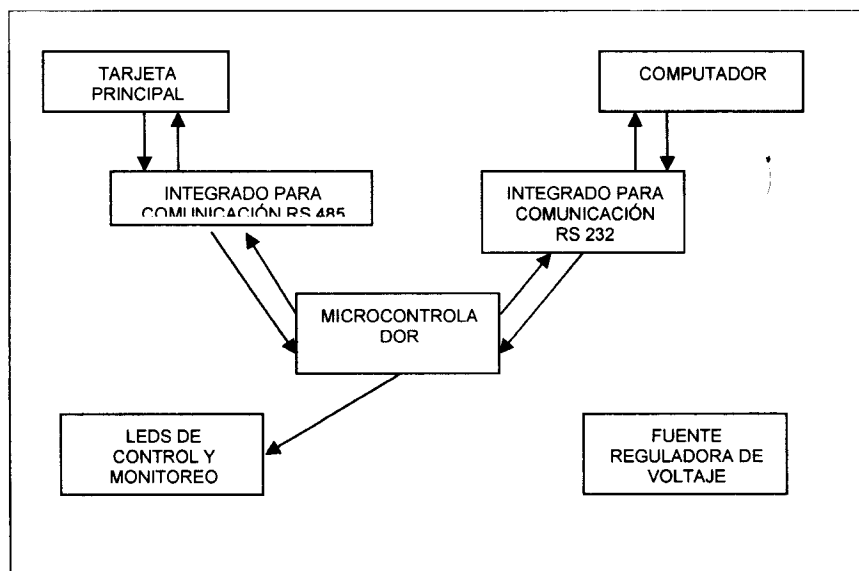 TARJETA
PRINCIPAL
COMPUTADOR
INTEGRADO PARA
COMUNICACIÓN RS 485
INTEGRADO PARA
COMUNICACIÓN
RS 232
MICROCONTROLA
DOR
LEDS DE
CONTROL Y
MONITOREO
FUENTE
REGULADORA DE
VOLTAJE